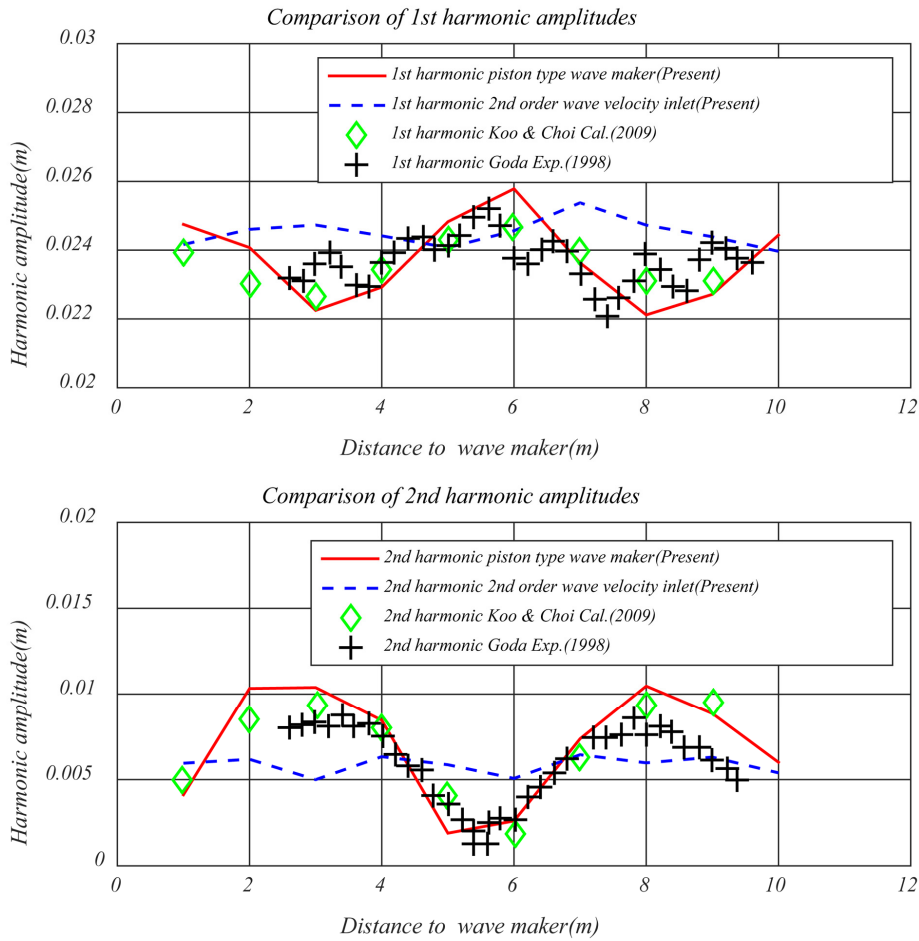 Comparison of 1st harmonic amplitudes
0.03
0.028
0.026
0.024
0.022
0.02
Harmonic amplitude(m)
1st harmonic piston type wave maker(Present)
1st harmonic 2nd order wave velocity inlet(Present)
1st harmonic Koo & Choi Cal.(2009)
1st harmonic Goda Exp.(1998)
0 2 4 6 8 10 12
Distance to wave maker(m)
Comparison of 2nd harmonic amplitudes
0.02
0.015
0.01
0.005
0
Harmonic amplitude(m)
2nd harmonic piston type wave maker(Present)
2nd harmonic 2nd order wave velocity inlet(Present)
2nd harmonic Koo & Choi Cal.(2009)
2nd harmonic Goda Exp.(1998)
0 2 4 6 8 10 12
Distance to wave maker(m)